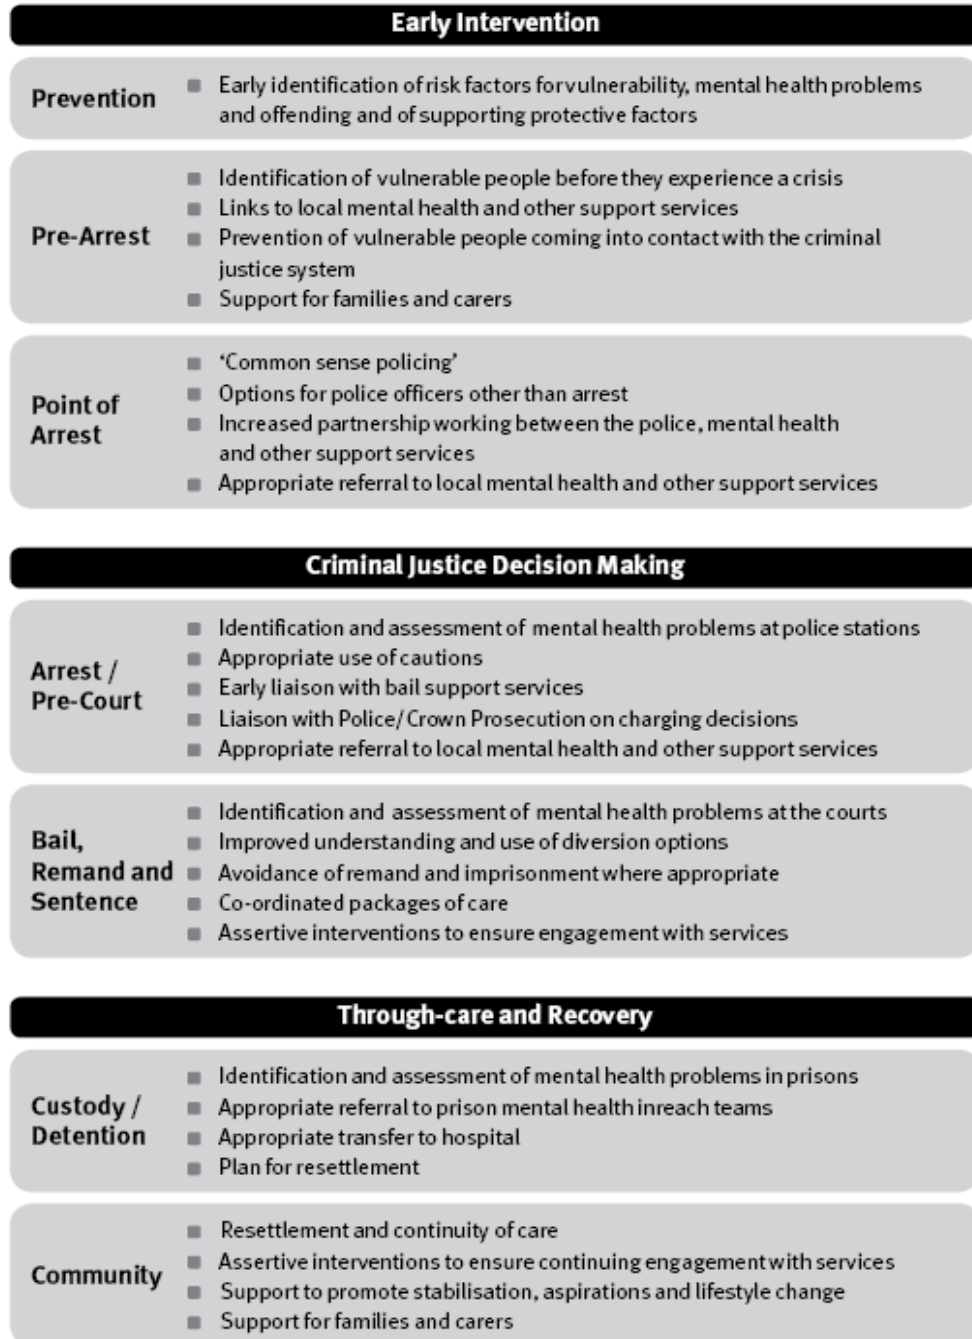 Early Intervention
Prevention
■ Early identification of risk factors for vulnerability, mental health problems
and offending and of supporting protective factors
Pre-Arrest
■ Identification of vulnerable people before they experience a crisis
■ Links to local mental health and other support services
■ Prevention of vulnerable people coming into contact with the criminal
justice system
■ Support for families and carers
Point of
Arrest
■ ‘Common sense policing’
■ Options for police officers other than arrest
■ Increased partnership working between the police, mental health
and other support services
■ Appropriate referral to local mental health and other support services
Criminal Justice Decision Making
Arrest /
Pre-Court
■ Identification and assessment of mental health problems at police stations
■ Appropriate use of cautions
■ Early liaison with bail support services
■ Liaison with Police/Crown Prosecution on charging decisions
■ Appropriate referral to local mental health and other support services
Bail,
Remand and
Sentence
■ Identification and assessment of mental health problems at the courts
■ Improved understanding and use of diversion options
■ Avoidance of remand and imprisonment where appropriate
■ Co-ordinated packages of care
■ Assertive interventions to ensure engagement with services
Through-care and Recovery
Custody /
Detention
■ Identification and assessment of mental health problems in prisons
■ Appropriate referral to prison mental health inreach teams
■ Appropriate transfer to hospital
■ Plan for resettlement
Community
■ Resettlement and continuity of care
■ Assertive interventions to ensure continuing engagement with services
■ Support to promote stabilisation, aspirations and lifestyle change
■ Support for families and carers